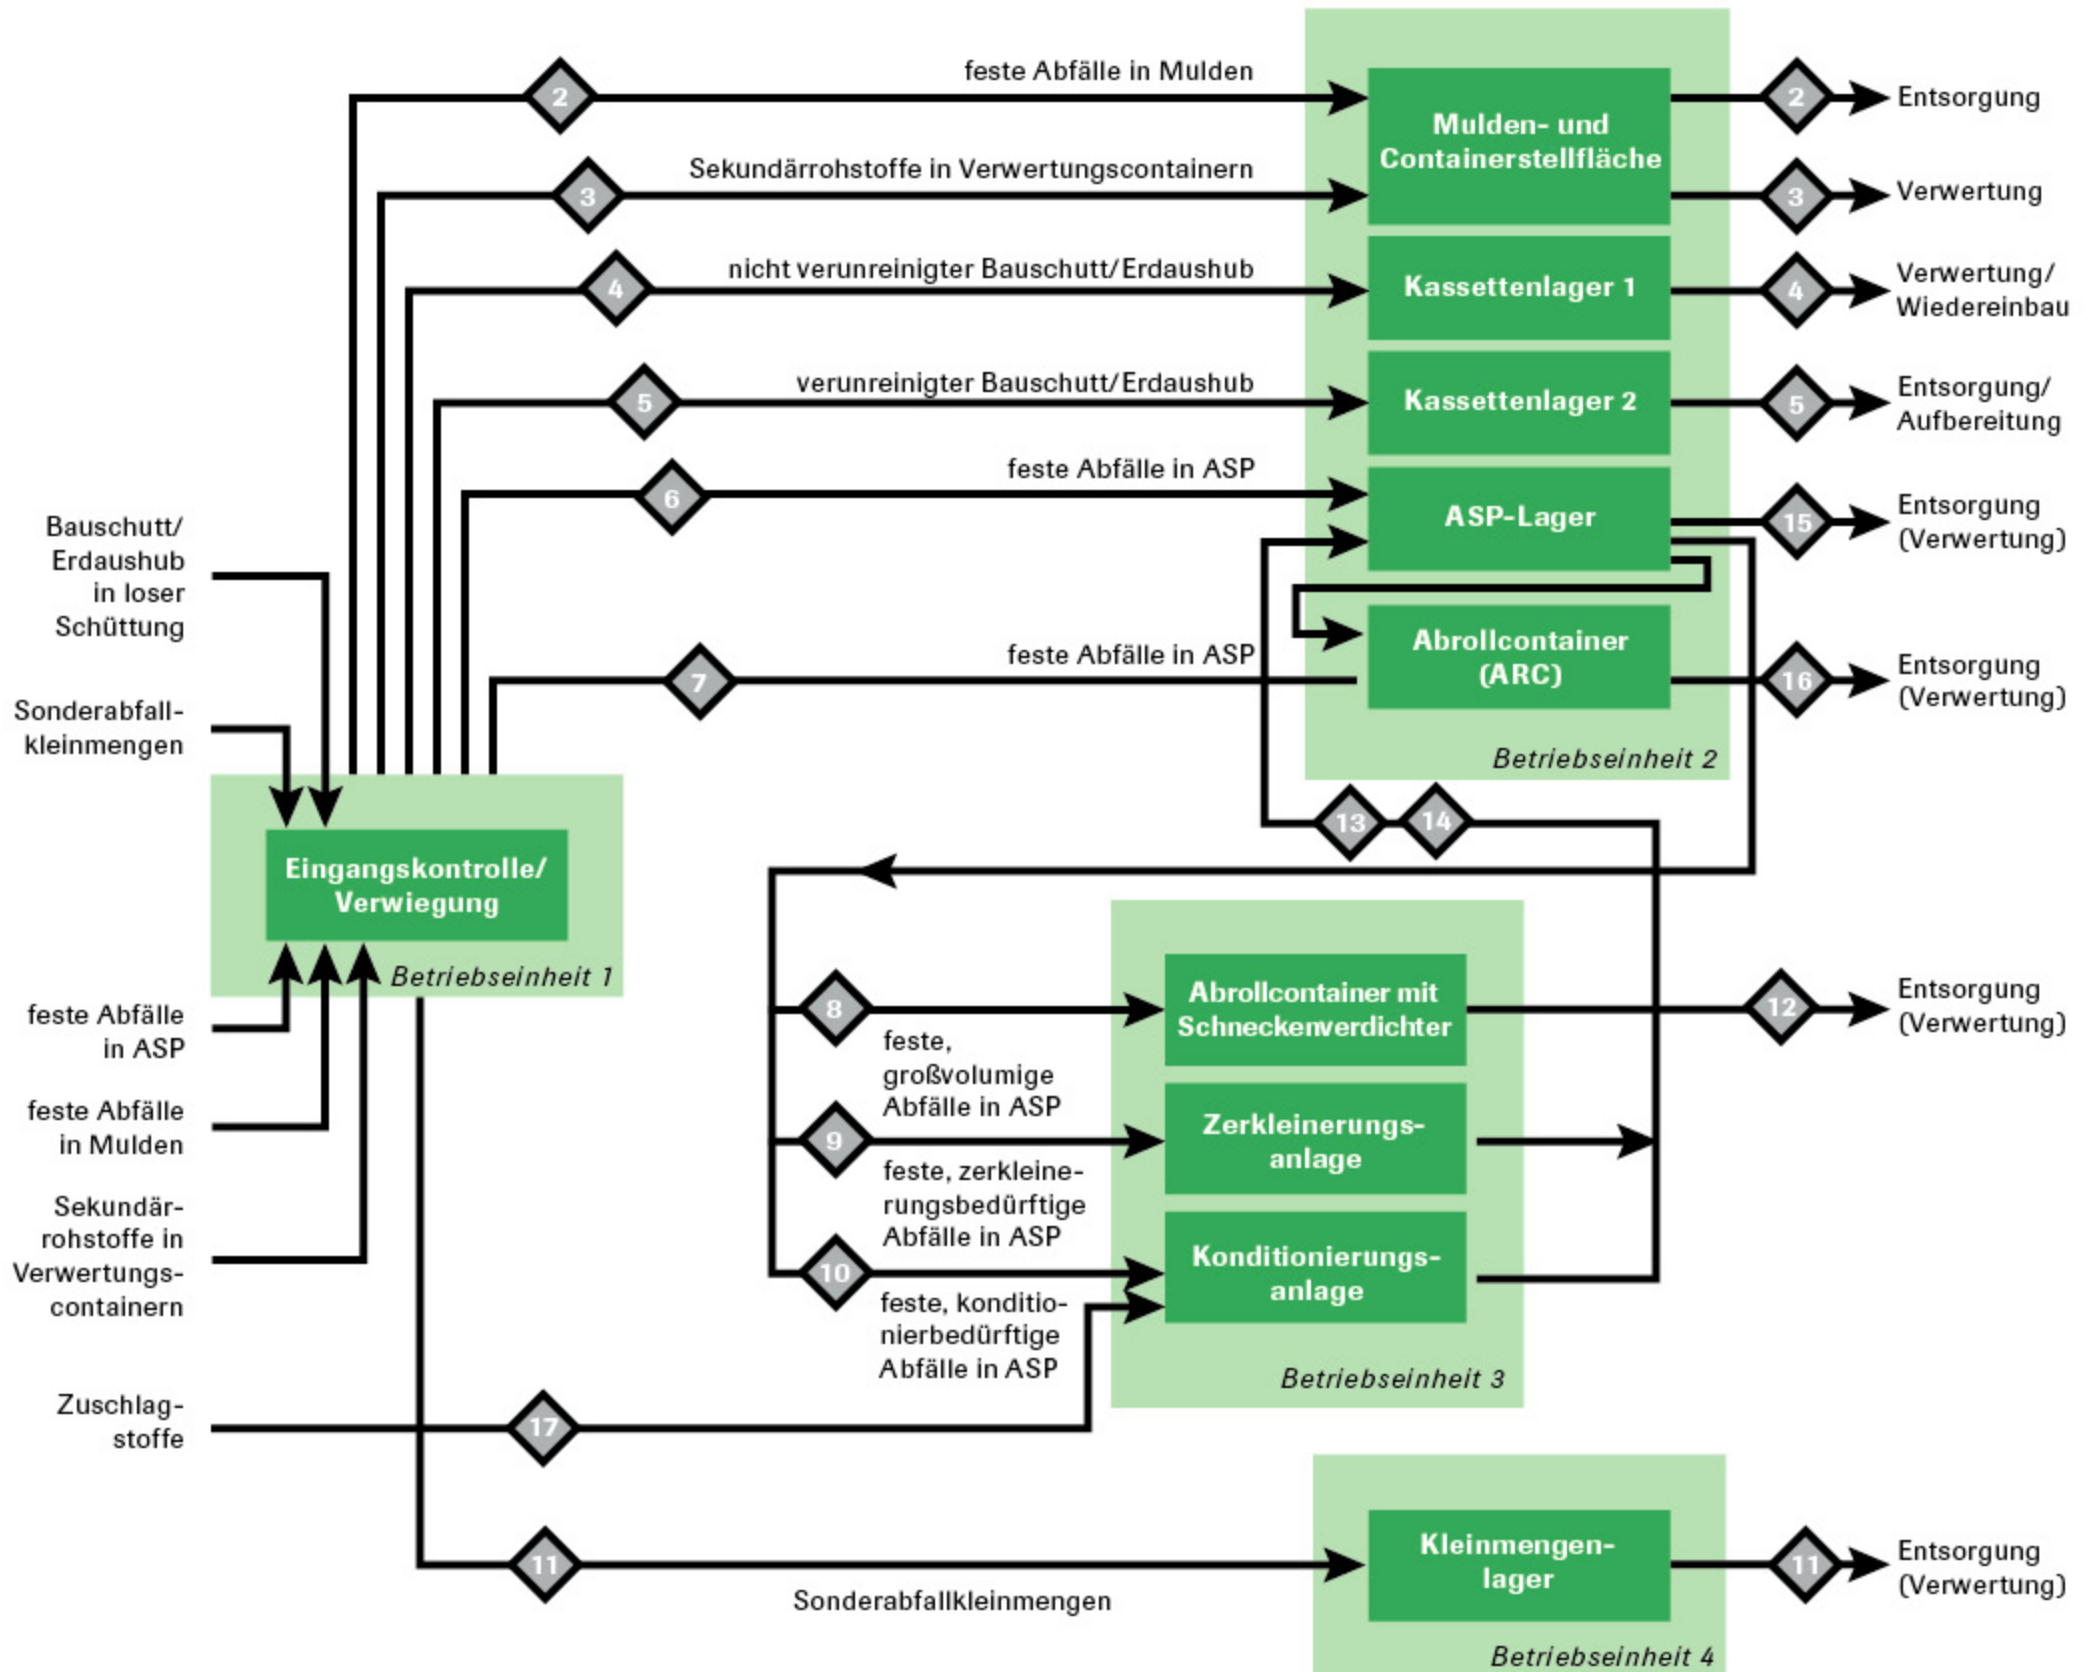 feste Abfälle in Mulden
2
2
Entsorgung
Mulden- und
Containerstellfläche
Sekundärrohstoffe in Verwertungscontainern
3
3
Verwertung
nicht verunreinigter Bauschutt/Erdaushub
4
Kassettenlager 1
4
Verwertung/
Wiedereinbau
verunreinigter Bauschutt/Erdaushub
5
Kassettenlager 2
5
Entsorgung/
Aufbereitung
feste Abfälle in ASP
6
ASP-Lager
15
Entsorgung
(Verwertung)
feste Abfälle in ASP
7
Abrollcontainer
(ARC)
16
Entsorgung
(Verwertung)
Betriebseinheit 2
Bauschutt/
Erdaushub
in loser
Schüttung
Sonderabfall-
kleinmengen
Eingangskontrolle/
Verwiegung
Betriebseinheit 1
feste Abfälle
in ASP
feste Abfälle
in Mulden
Sekundär-
rohstoffe in
Verwertungs-
containern
Zuschlag-
stoffe
13
14
8
feste,
großvolumige
Abfälle in ASP
Abrollcontainer mit
Schneckenverdichter
12
Entsorgung
(Verwertung)
9
feste, zerkleine-
rungsbedürftige
Abfälle in ASP
Zerkleinerungs-
anlage
10
feste, konditio-
nierbedürftige
Abfälle in ASP
Konditionierungs-
anlage
Betriebseinheit 3
17
11
Sonderabfallkleinmengen
Kleinmengen-
lager
11
Entsorgung
(Verwertung)
Betriebseinheit 4